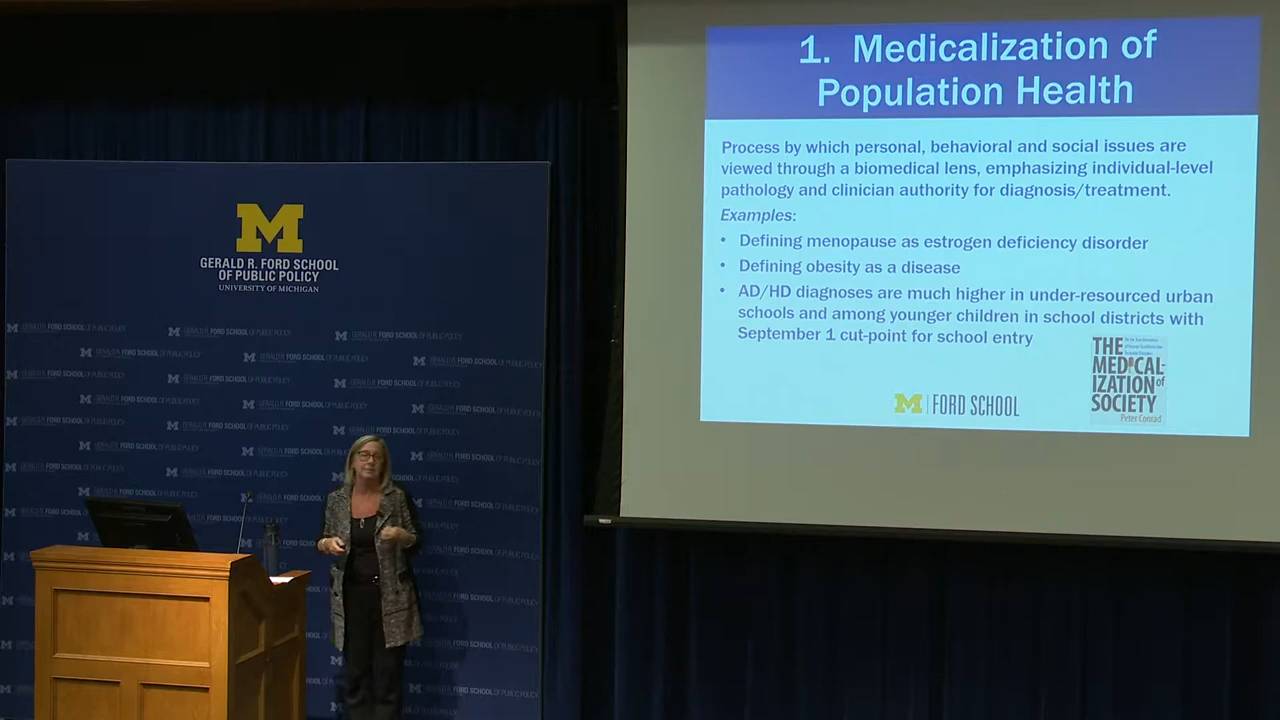 1. Medicalization of
Population Health
Process by which personal, behavioral and social issues are
viewed through a biomedical lens, emphasizing individual-level
pathology and clinician authority for diagnosis/treatment.
Examples:
• Defining menopause as estrogen deficiency disorder
• Defining obesity as a disease
• AD/HD diagnoses are much higher in under-resourced urban
schools and among younger children in school districts with
September 1 cut-point for school entry
M FORD SCHOOL
THE
MEDICAL-
IZATION of
SOCIETY
Peter Conrad
M
GERALD R. FORD SCHOOL
OF PUBLIC POLICY
UNIVERSITY OF MICHIGAN